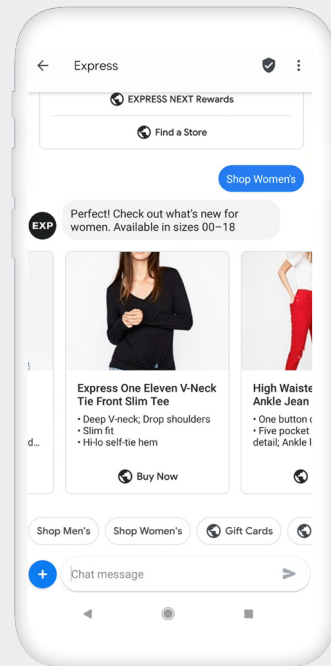 Express
EXPRESS NEXT Rewards
Find a Store
Shop Women's
EXP
Perfect! Check out what's new for
women. Available in sizes 00–18
d...
Express One Eleven V-Neck
Tie Front Slim Tee
• Deep V-neck; Drop shoulders
• Slim fit
• Hi-lo self-tie hem
Buy Now
High Waiste
Ankle Jean
• One button
• Five pocket
detail; Ankle
Shop Men's
Shop Women's
Gift Cards
+
Chat message